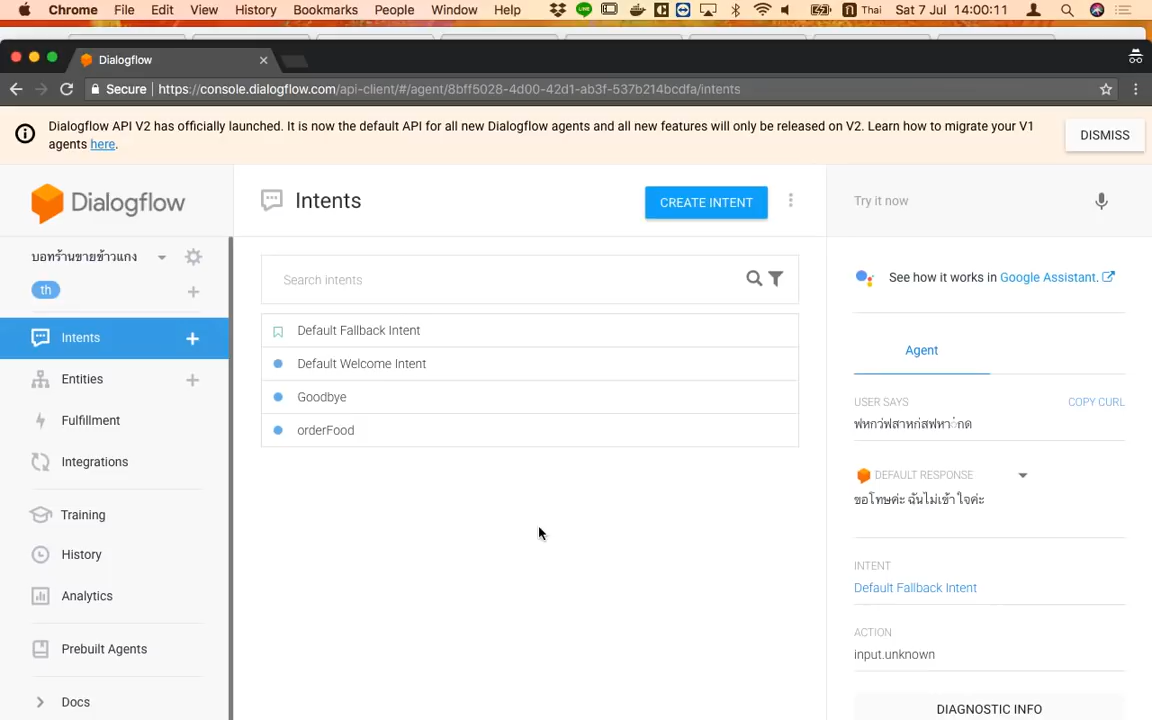 Chrome File Edit View History Bookmarks People Window Help Thai Sat 7 Jul 14:00:11
Dialogflow
Secure https://console.dialogflow.com/api-client/#/agent/8bff5028-4d00-42d1-ab3f-537b214bcdfa/intents
Dialogflow API V2 has officially launched. It is now the default API for all new Dialogflow agents and all new features will only be released on V2. Learn how to migrate your V1
agents here.
DISMISS
Dialogflow
บอทร้านขายข้าวแกง
th
Intents
Entities
Fulfillment
Integrations
Training
History
Analytics
Prebuilt Agents
Docs
Intents
CREATE INTENT
Search intents
Default Fallback Intent
Default Welcome Intent
Goodbye
orderFood
Try it now
See how it works in Google Assistant.
Agent
USER SAYS COPY CURL
DEFAULT RESPONSE
ขอโทษค่ะ ฉันไม่เข้าใจค่ะ
INTENT
Default Fallback Intent
ACTION
input.unknown
DIAGNOSTIC INFO